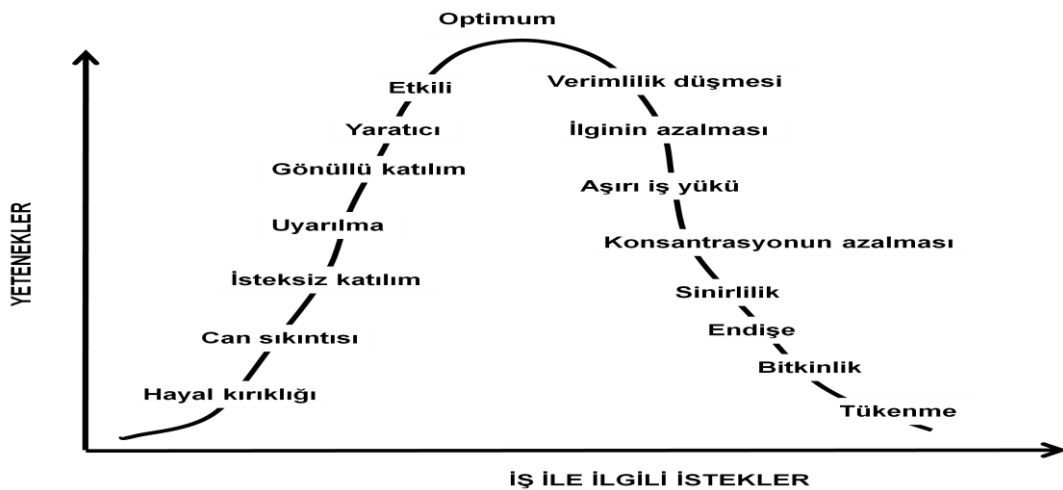 Optimum
Etkili
Yaratıcı
Gönüllü katılım
Uyarılma
İsteksiz katılım
Can sıkıntısı
Hayal kırıklığı
Verimlilik düşmesi
İlginin azalması
Aşırı iş yükü
Konsantrasyonun azalması
Sinirlilik
Endişe
Bitkinlik
Tükenme
YETENEKLER
İŞ İLE İLGİLİ İSTEKLER